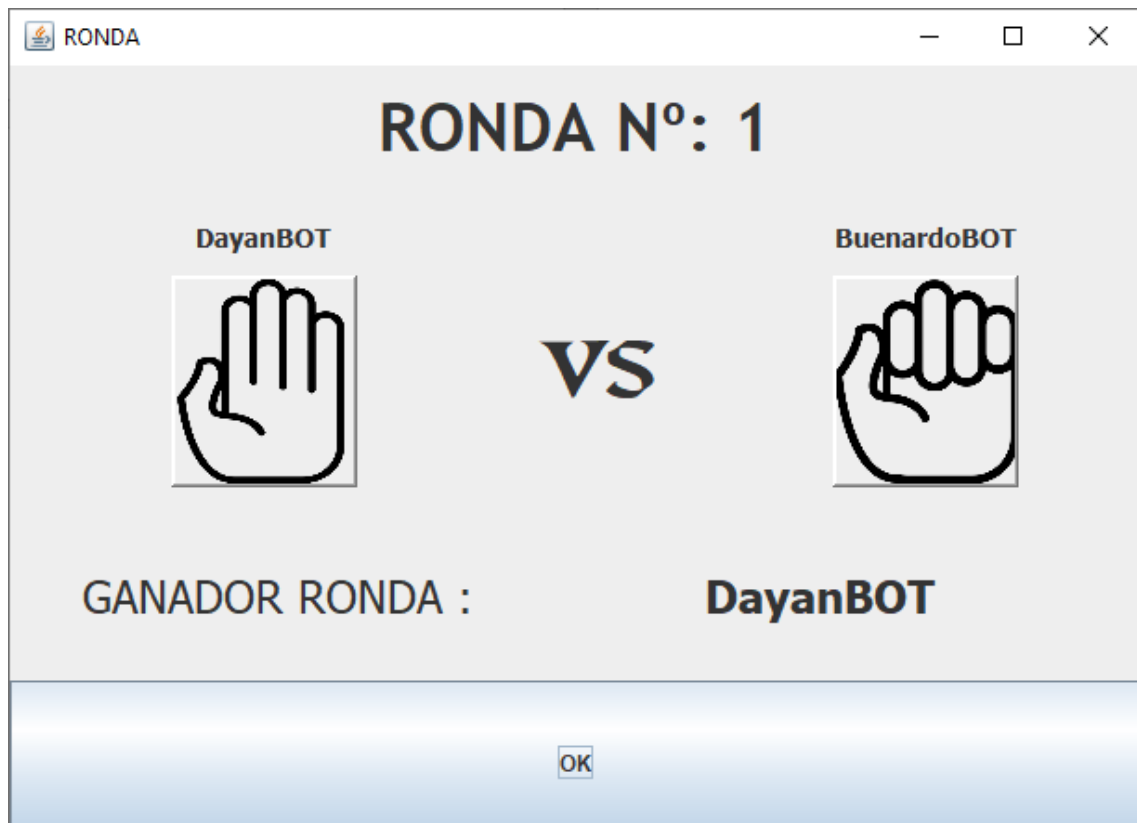 RONDA
RONDA Nº: 1
DayanBOT
BuenardoBOT
VS
GANADOR RONDA : DayanBOT
OK